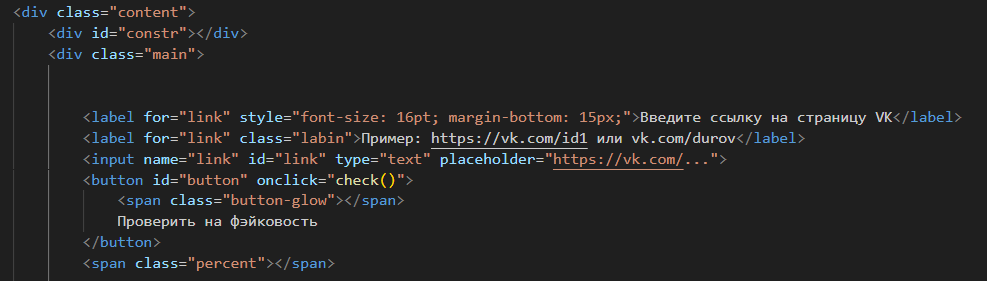 <div class="content">
<div id="constr"></div>
<div class="main">
<label for="link" style="font-size: 16pt; margin-bottom: 15px;">Введите ссылку на страницу VK</label>
<label for="link" class="labin">Пример: https://vk.com/id1 или vk.com/durov</label>
<input name="link" id="link" type="text" placeholder="https://vk.com/...">
<button id="button" onclick="check()">
<span class="button-glow"></span>
Проверить на фэйковость
</button>
<span class="percent"></span>